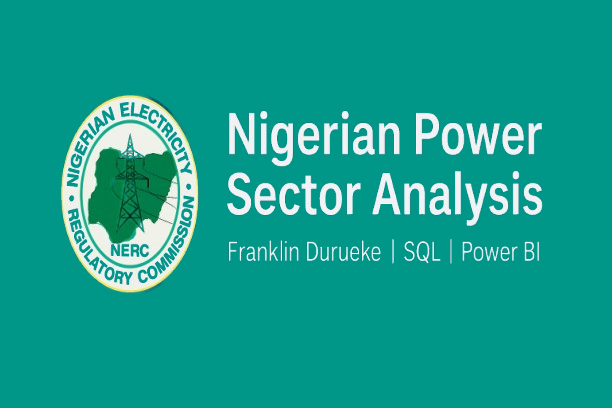 NIGERIAN ELECTRICITY
REGULATORY COMMISSION
NERC
Nigerian Power
Sector Analysis
Franklin Durueke | SQL | Power BI